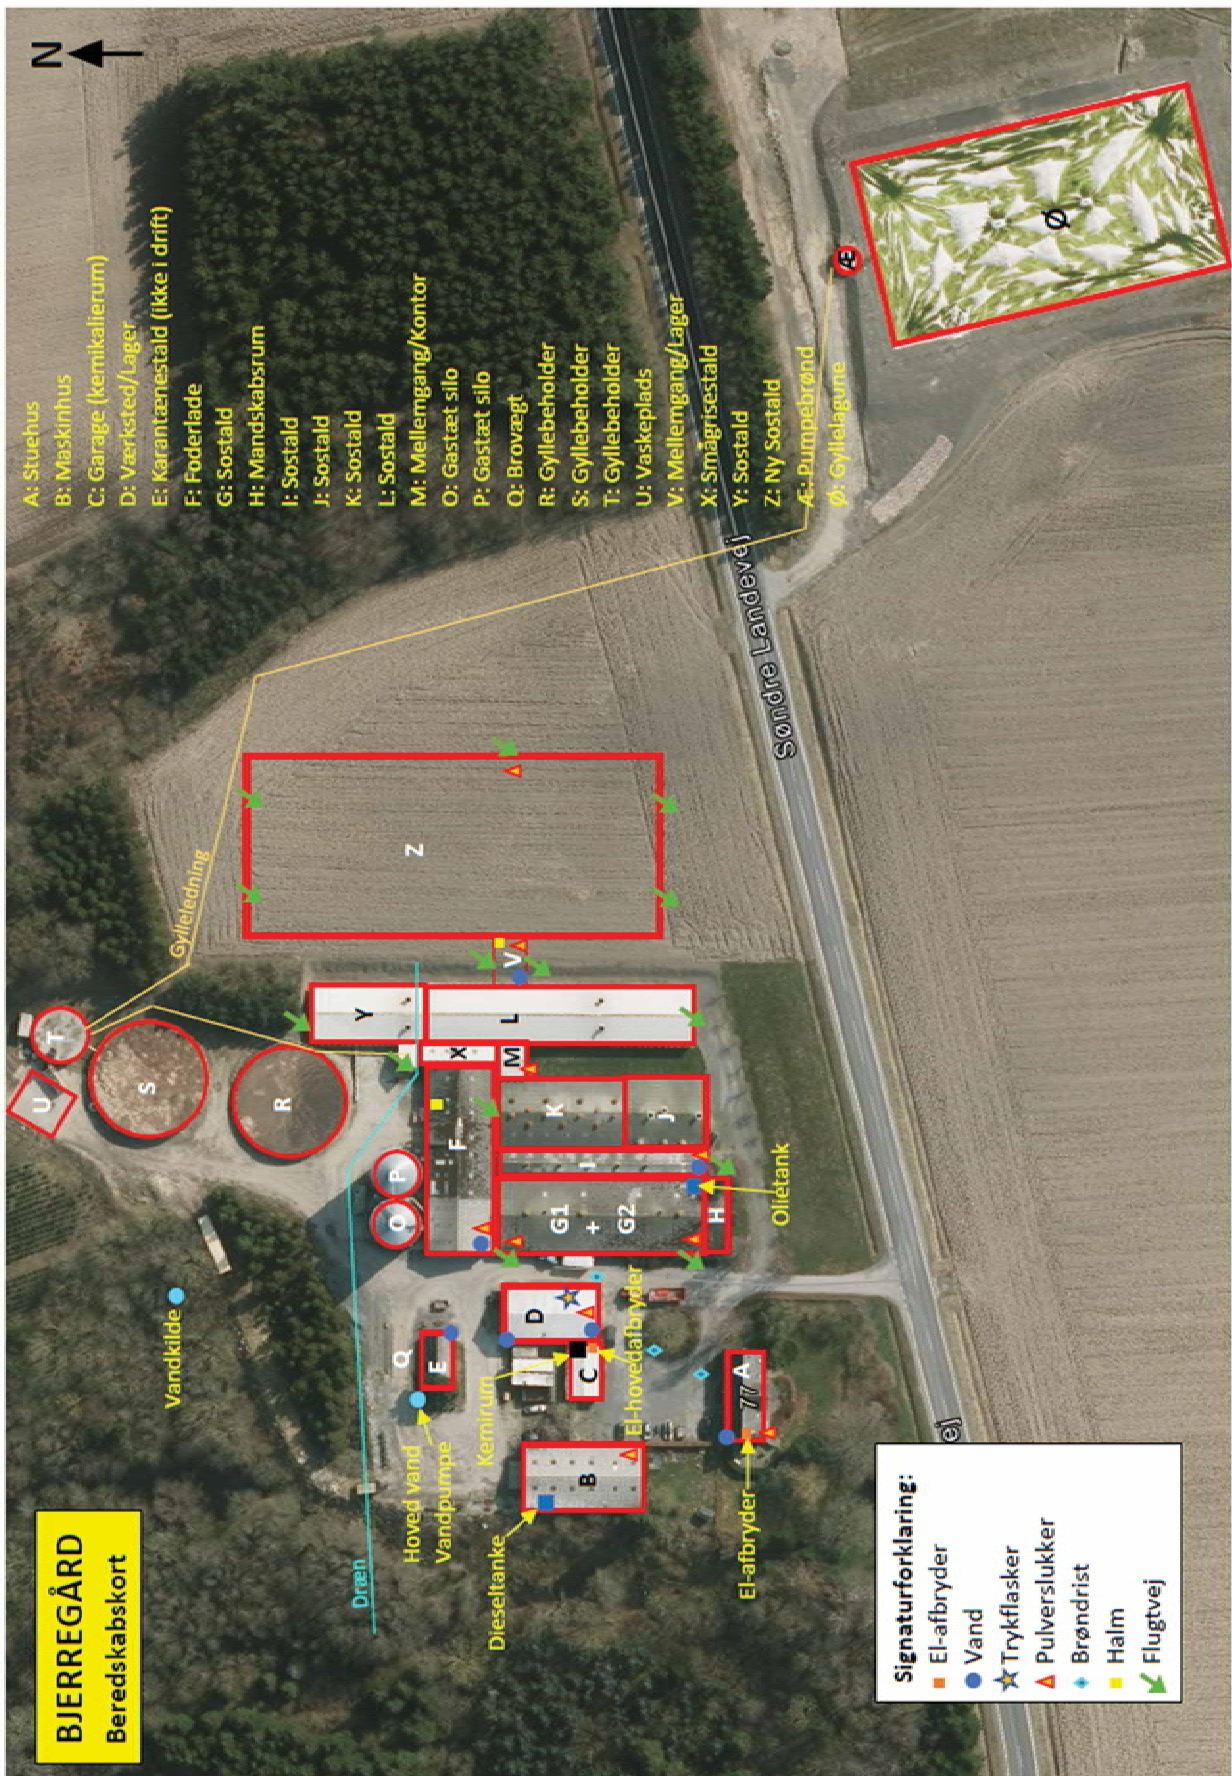 BJERREGÅRD
Beredskabskort
N
A: Stuehus
B: Maskinhus
C: Garage (kemikalierum)
D: Værksted/Lager
E: Karantænestald (ikke i drift)
F: Foderlade
G: Sostald
H: Mandskabsrum
I: Sostald
J: Sostald
K: Sostald
L: Sostald
M: Mellemgang/Kontor
O: Gastæt silo
P: Gastæt silo
Q: Brovægt
R: Gyllebeholder
S: Gyllebeholder
T: Gyllebeholder
U: Vaskeplads
V: Mellemgang/Lager
X: Smågrisestald
Y: Sostald
Z: Ny Sostald
Æ: Pumpebrønd
Ø: Gyllelagune
U
T
S
R
Gylleledning
Vandkilde
Dræn
Q
E
O
P
F
X
Y
L
M
V
Z
Hoved vand
Vandpumpe
Kemirum
Dieseltanke
B
C
D
G1
+
G2
I
K
J
H
Olietank
El-hovedafbryder
El-afbryder
77
A
Æ
Ø
Søndre Landevej
ej
Signaturforklaring:
El-afbryder
Vand
Trykflasker
Pulverslukker
Brøndrist
Halm
Flugtvej